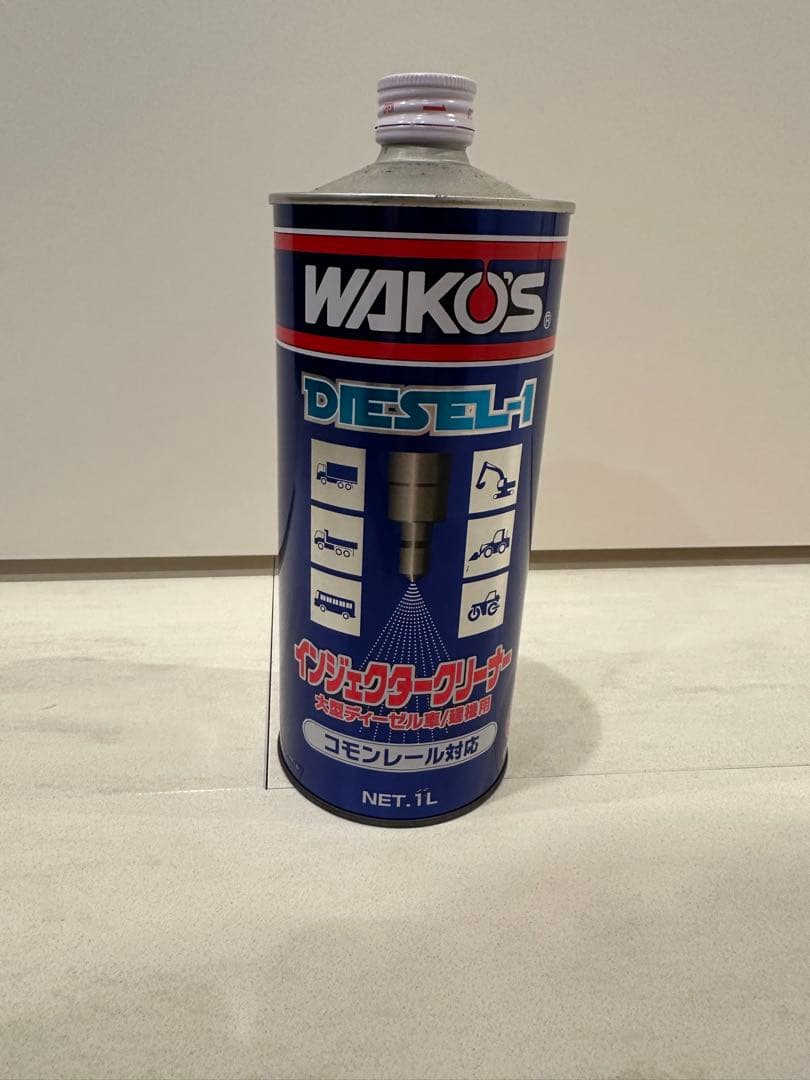 WAKO'S®
DIESEL-1
インジェクタークリーナー
大型ディーゼル車/建機用
コモンレール対応
NET.1L